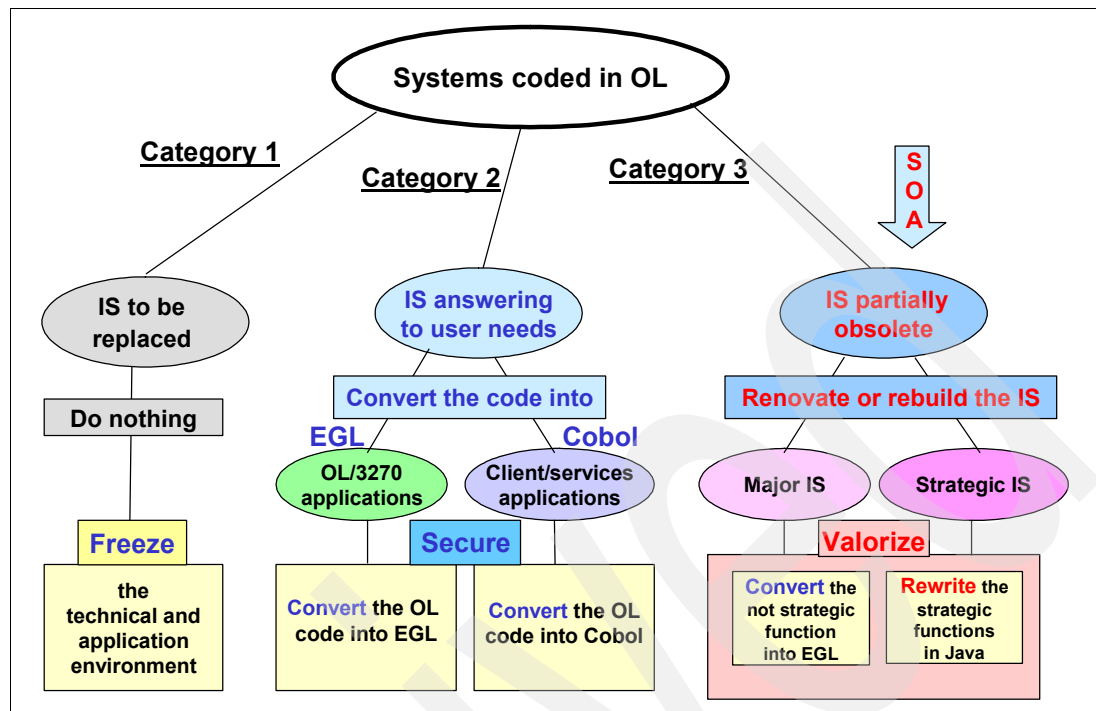 Systems coded in OL
Category 1
Category 2
Category 3
S
O
A
IS to be
replaced
IS answering
to user needs
IS partially
obsolete
Do nothing
Convert the code into
Renovate or rebuild the IS
EGL
Cobol
OL/3270
applications
Client/services
applications
Major IS
Strategic IS
Freeze
Secure
Valorize
the
technical and
application
environment
Convert the OL
code into EGL
Convert the OL
code into Cobol
Convert the
not strategic
function
into EGL
Rewrite the
strategic
functions
in Java